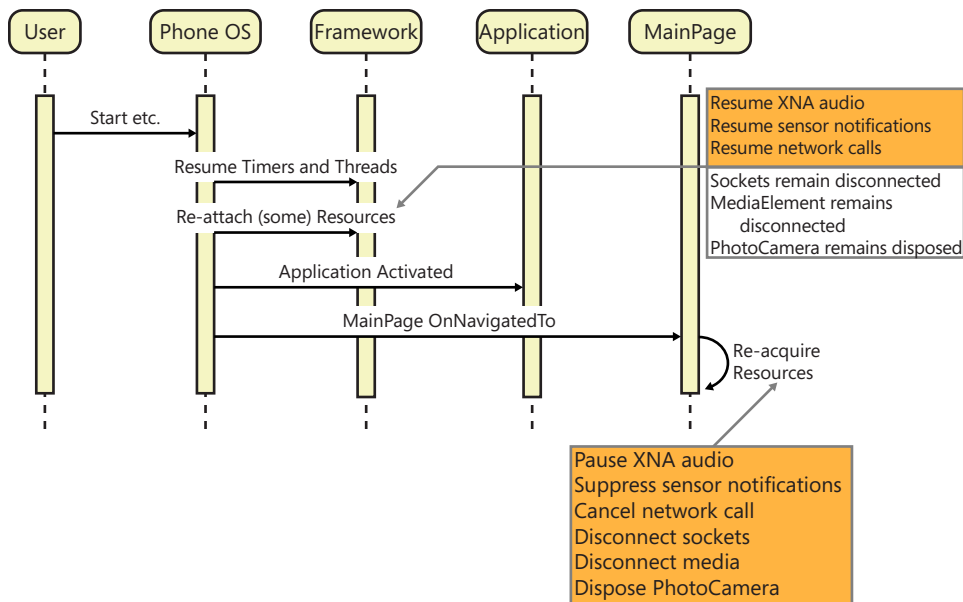 User
Phone OS
Framework
Application
MainPage
Start etc.
Resume XNA audio
Resume sensor notifications
Resume network calls
Resume Timers and Threads
Sockets remain disconnected
MediaElement remains
disconnected
PhotoCamera remains disposed
Re-attach (some) Resources
Application Activated
MainPage OnNavigatedTo
Re-acquire
Resources
Pause XNA audio
Suppress sensor notifications
Cancel network call
Disconnect sockets
Disconnect media
Dispose PhotoCamera